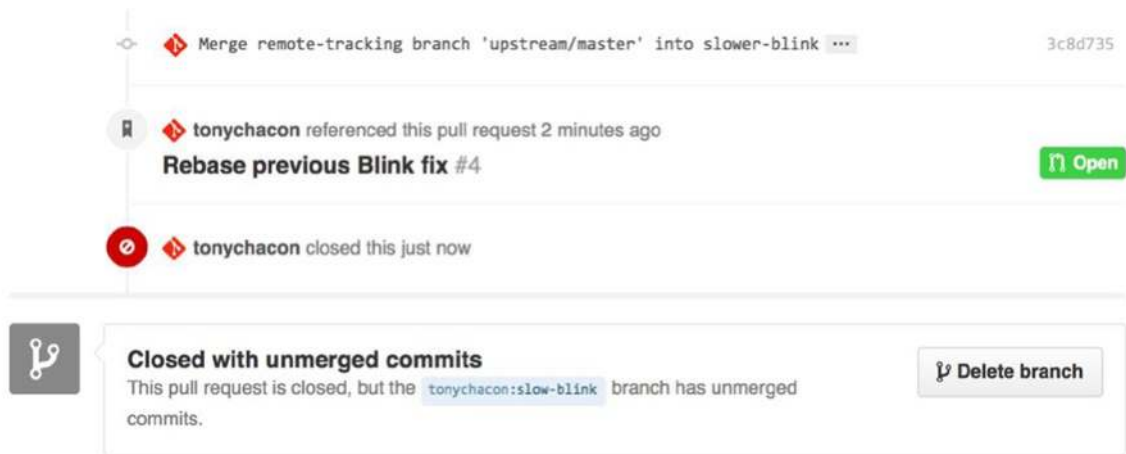 Merge remote-tracking branch 'upstream/master' into slower-blink ... 3c8d735
tonychacon referenced this pull request 2 minutes ago
Rebase previous Blink fix #4 Open
tonychacon closed this just now
Closed with unmerged commits
Delete branch
This pull request is closed, but the tonychacon:slow-blink branch has unmerged
commits.